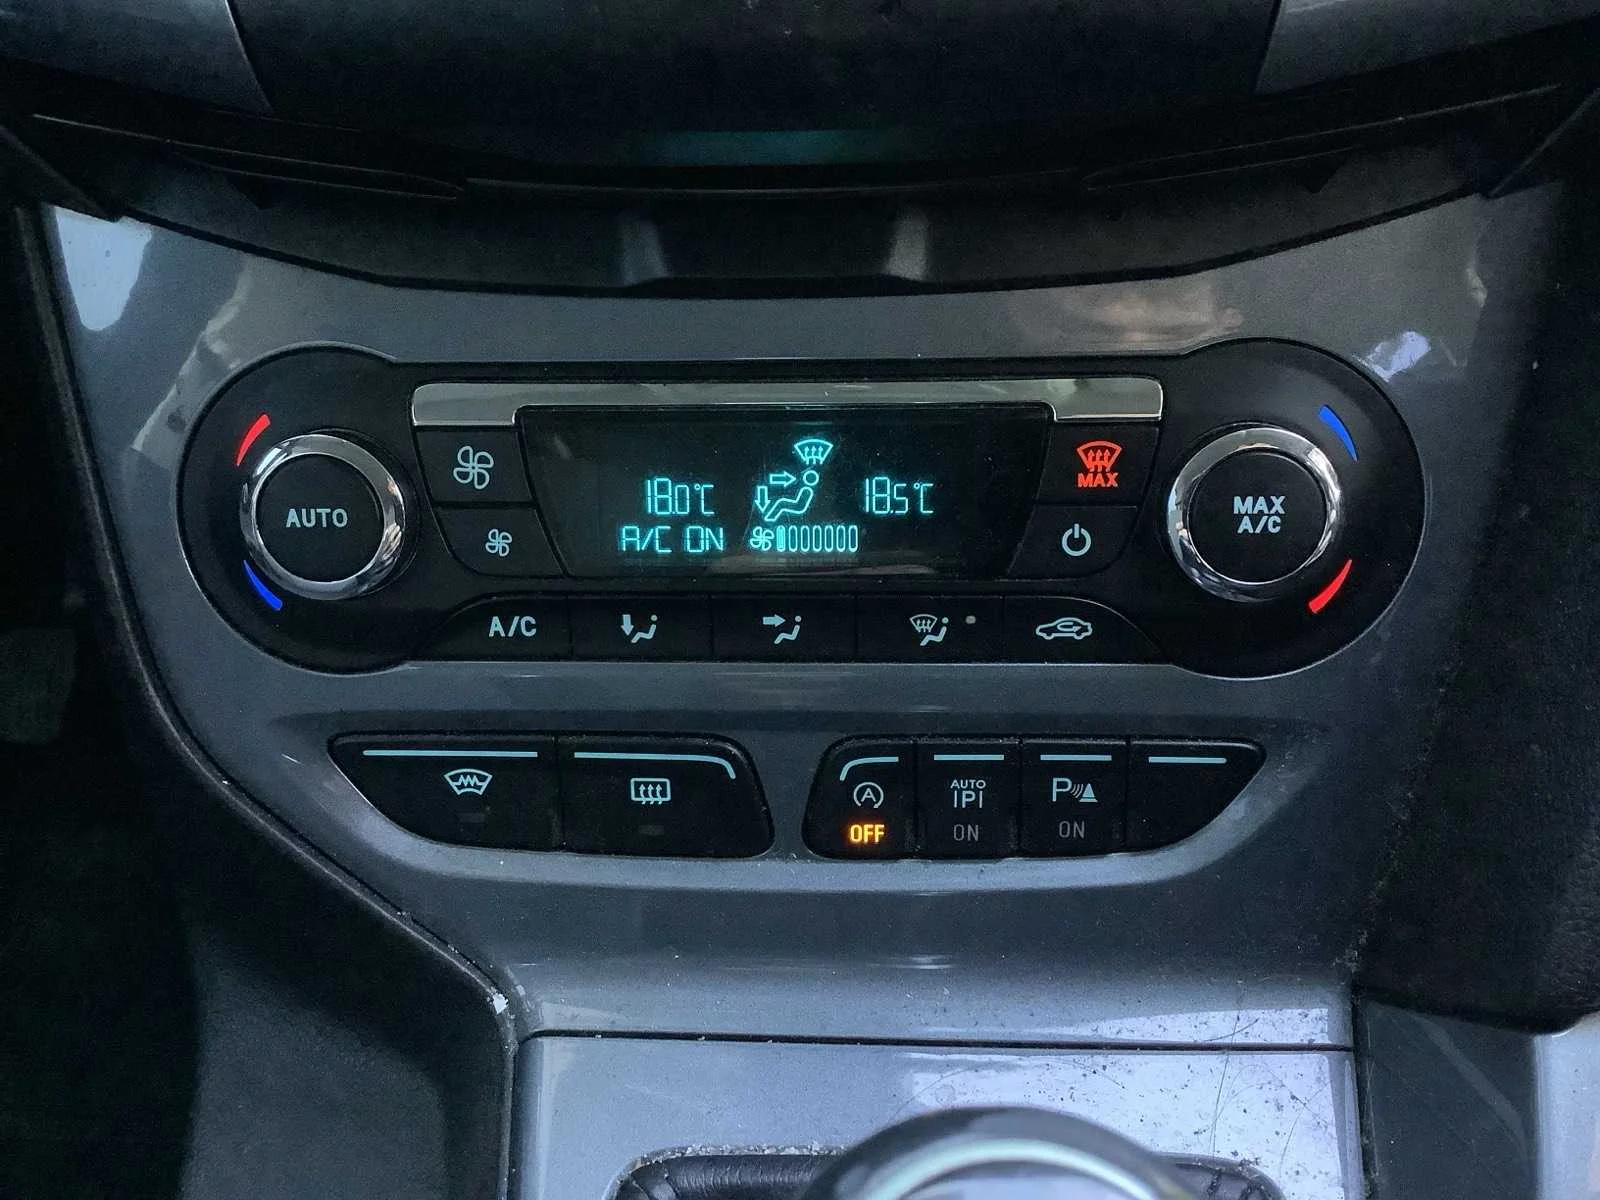 AUTO
18.0°C
18.5°C
A/C ON
MAX
MAX
A/C
A/C
OFF
A
AUTO
|P|
ON
P
ON